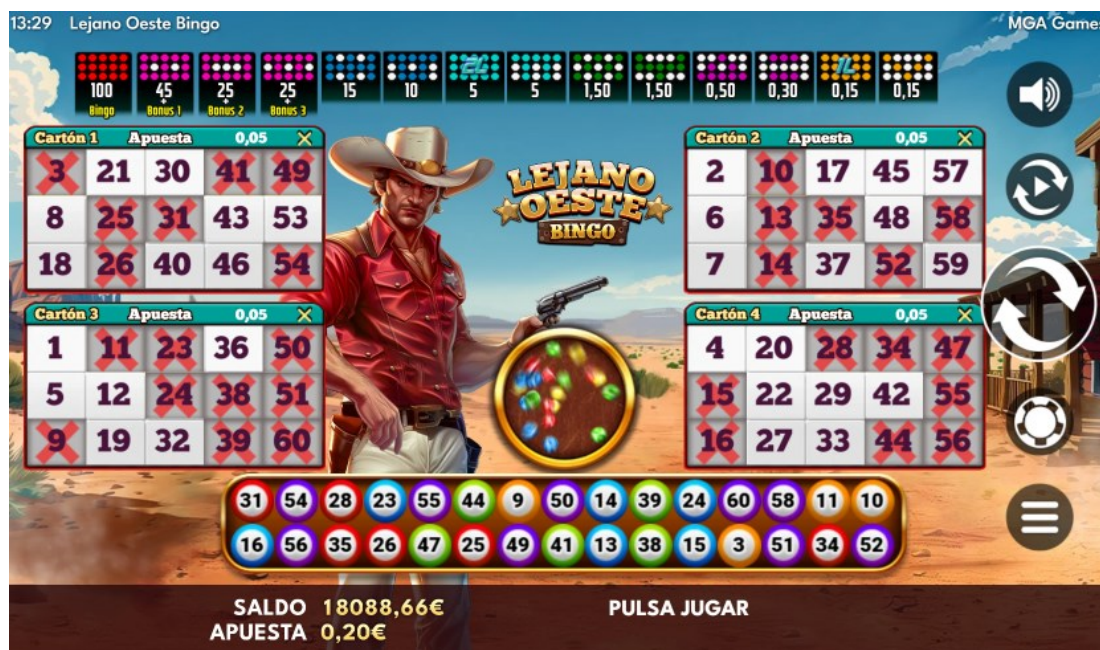 13:29 Lejano Oeste Bingo
MGA Games
100 45 25 25 15 10 5 5 1,50 1,50 0,50 0,30 0,15 0,15
+ + +
Bingo Bonus 1 Bonus 2 Bonus 3
2L 1L
Cartón 1 Apuesta 0,05 X
3 21 30 41 49
8 25 31 43 53
18 26 40 46 54
LEJANO
OESTE
BINGO
Cartón 2 Apuesta 0,05 X
2 10 17 45 57
6 13 35 48 58
7 14 37 52 59
Cartón 3 Apuesta 0,05 X
1 11 23 36 50
5 12 24 38 51
9 19 32 39 60
Cartón 4 Apuesta 0,05 X
4 20 28 34 47
15 22 29 42 55
16 27 33 44 56
31 54 28 23 55 44 9 50 14 39 24 60 58 11 10
16 56 35 26 47 25 49 41 13 38 15 3 51 34 52
SALDO 18088,66€
APUESTA 0,20€
PULSA JUGAR